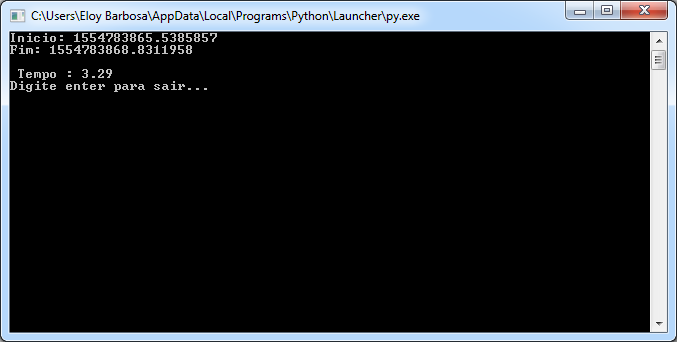 C:\Users\Eloy Barbosa\AppData\Local\Programs\Python\Launcher\py.exe
Inicio: 1554783865.5385857
Fim: 1554783868.8311958
Tempo : 3.29
Digite enter para sair...